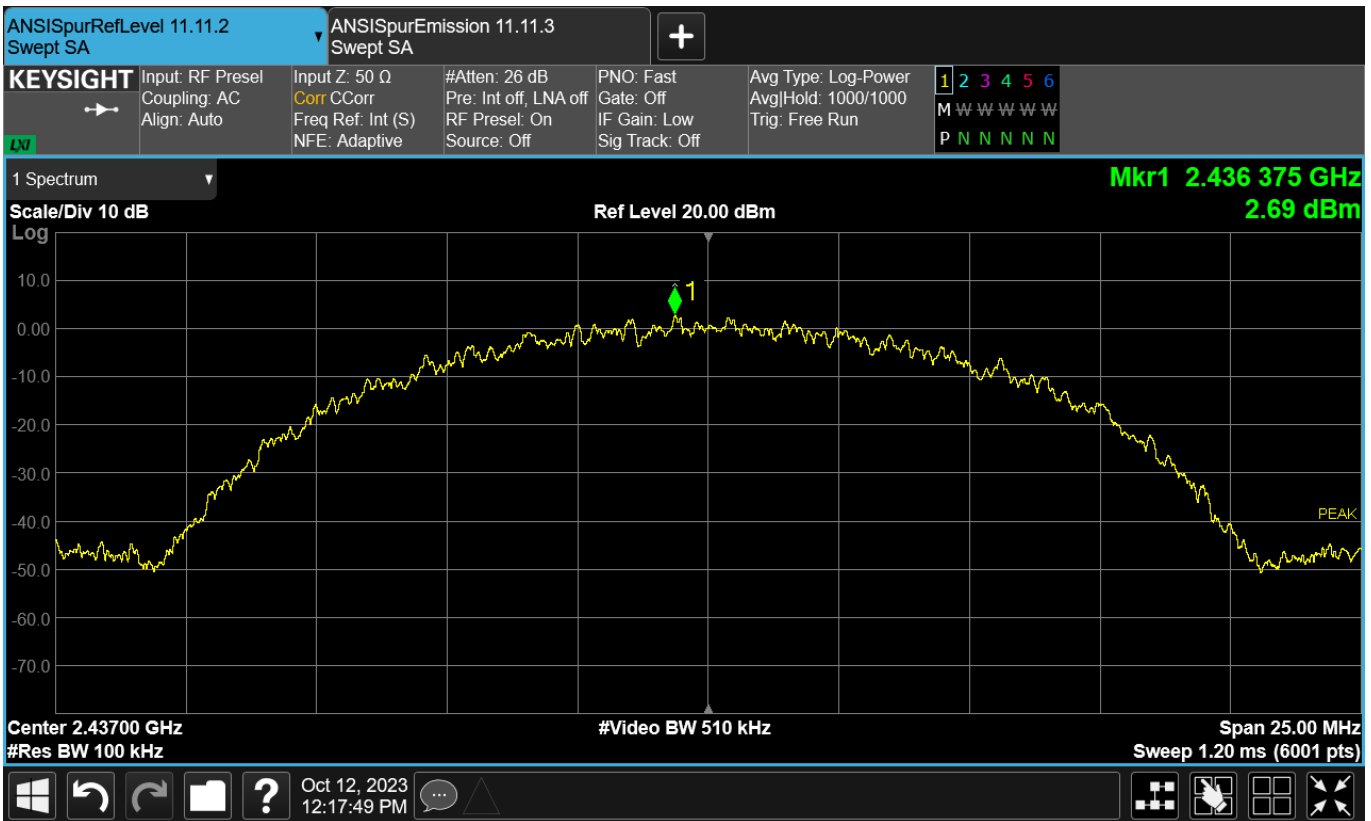 ANSISpurRefLevel 11.11.2
Swept SA
ANSISpurEmission 11.11.3
Swept SA
KEYSIGHT
LXI
Input: RF Presel
Coupling: AC
Align: Auto
Input Z: 50 Ω
Corr CCorr
Freq Ref: Int (S)
NFE: Adaptive
#Atten: 26 dB
Pre: Int off, LNA off
RF Presel: On
Source: Off
PNO: Fast
Gate: Off
IF Gain: Low
Sig Track: Off
Avg Type: Log-Power
Avg|Hold: 1000/1000
Trig: Free Run
1 2 3 4 5 6
M W W W W W
P N N N N N
1 Spectrum
Mkr1 2.436 375 GHz
2.69 dBm
Scale/Div 10 dB
Ref Level 20.00 dBm
Log
10.0
0.00
-10.0
-20.0
-30.0
-40.0
-50.0
-60.0
-70.0
1
PEAK
Center 2.43700 GHz
#Res BW 100 kHz
#Video BW 510 kHz
Span 25.00 MHz
Sweep 1.20 ms (6001 pts)
?
Oct 12, 2023
12:17:49 PM